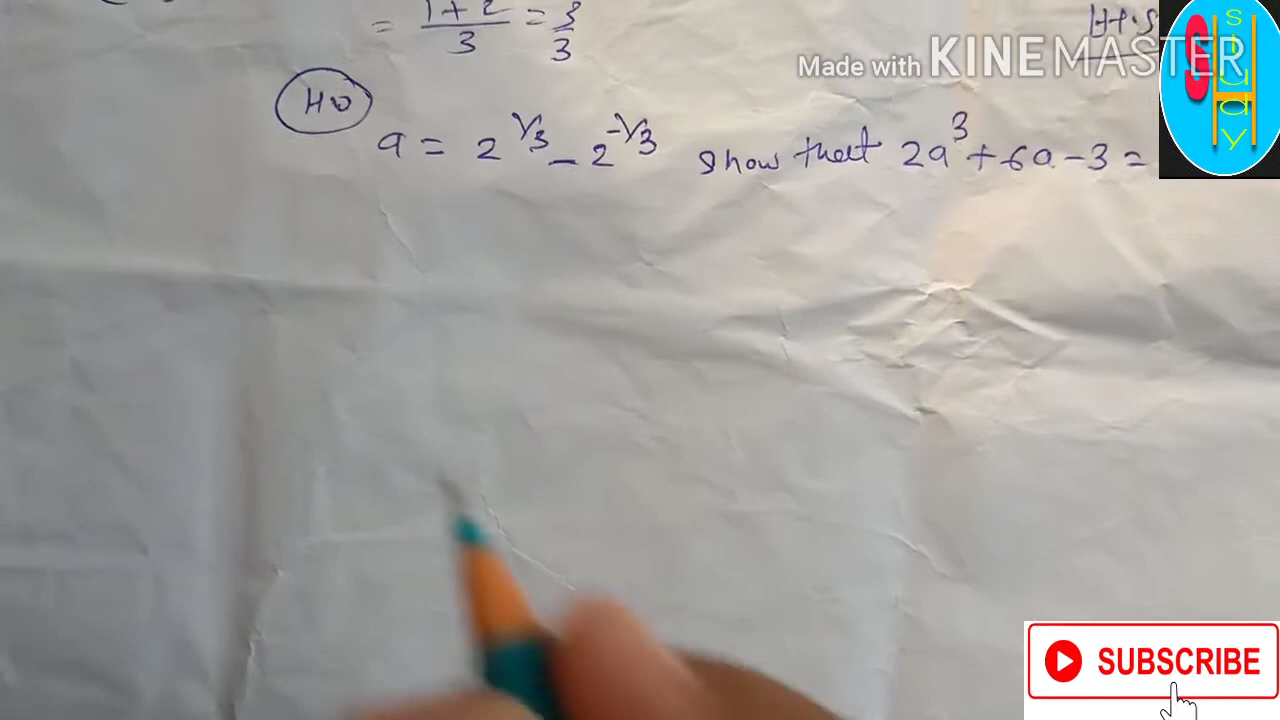 = 1+2/3 = 3/3
H.S
Made with KINEMASTER
Study
HW
a = 2^1/3 - 2^-1/3 show that 2a^3 + 6a - 3 =
SUBSCRIBE